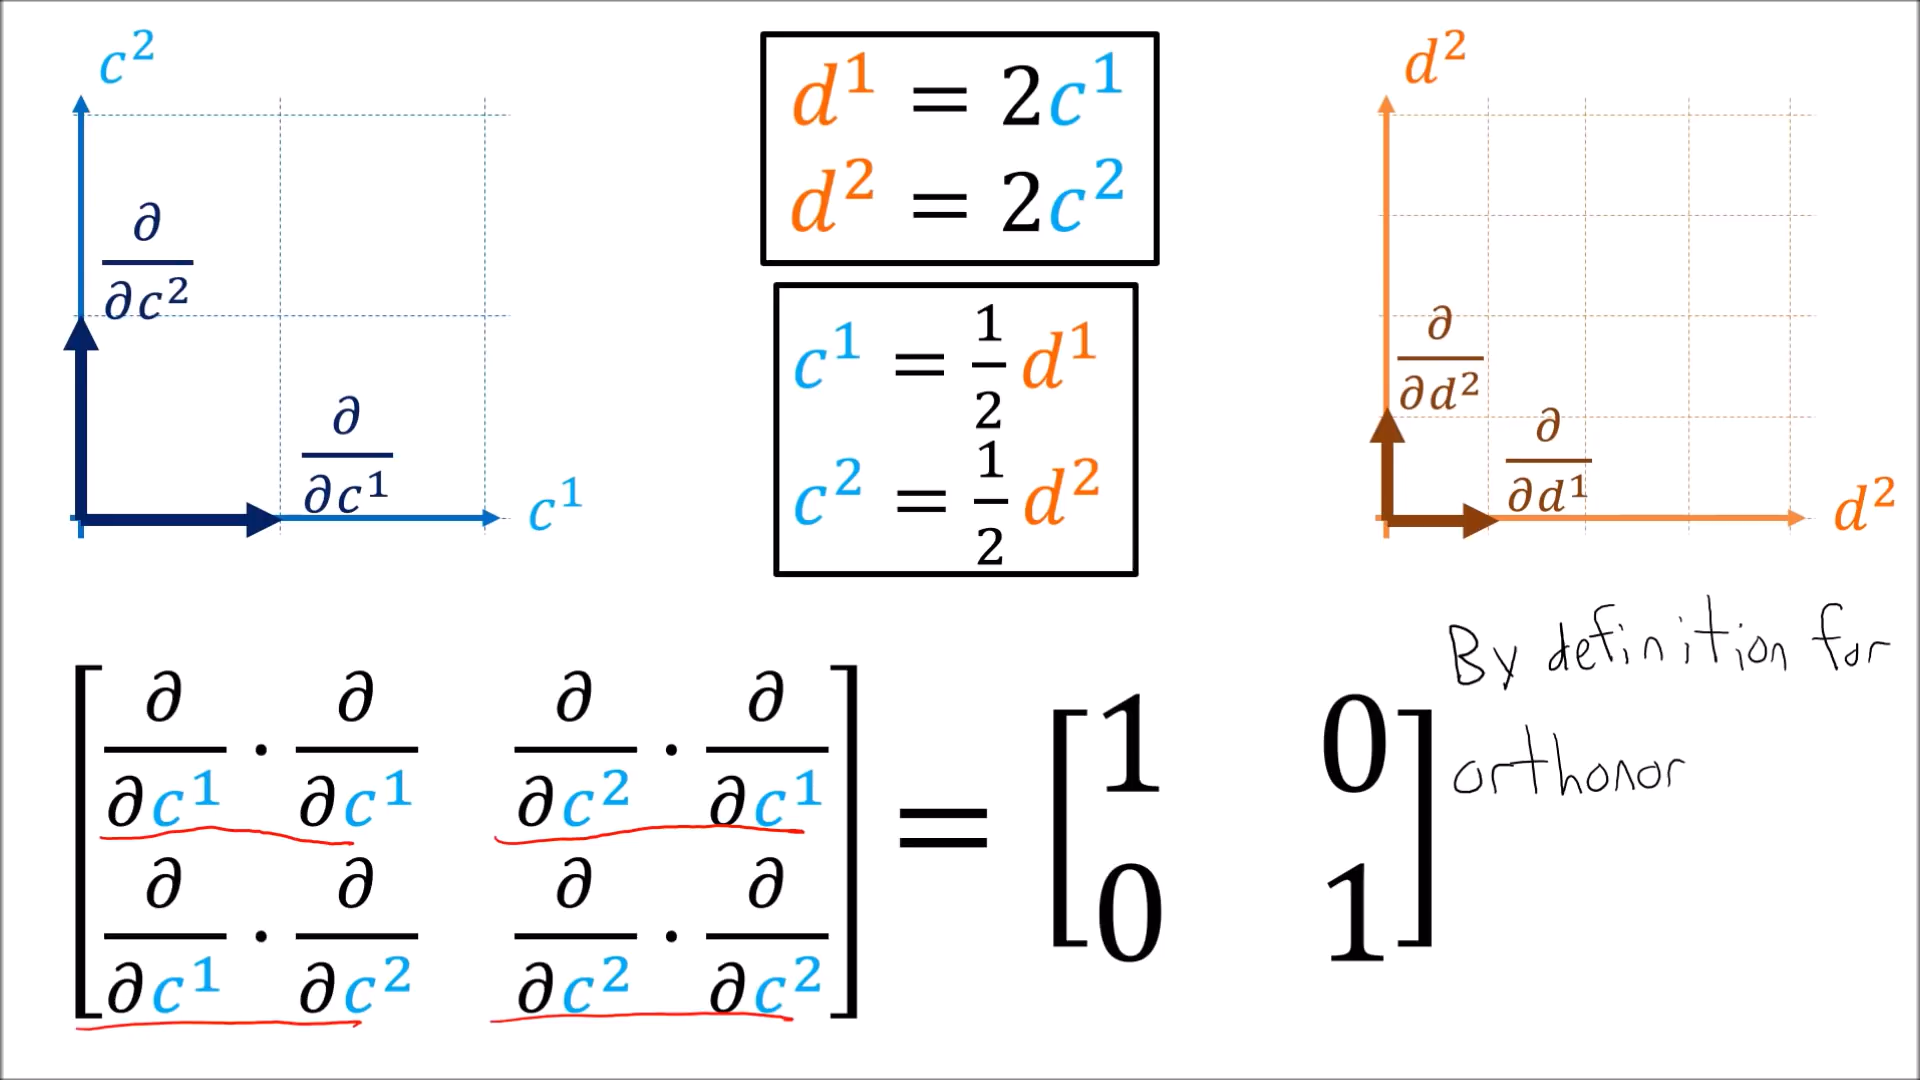 c²
∂
∂c²
∂
∂c¹
c¹
d¹ = 2c¹
d² = 2c²
c¹ = 1/2 d¹
c² = 1/2 d²
d²
∂
∂d²
∂
∂d¹
d²
By definition for
orthonor
[ ∂/∂c¹ · ∂/∂c¹ ∂/∂c² · ∂/∂c¹ ] = [ 1 0 ]
[ ∂/∂c¹ · ∂/∂c² ∂/∂c² · ∂/∂c² ] [ 0 1 ]